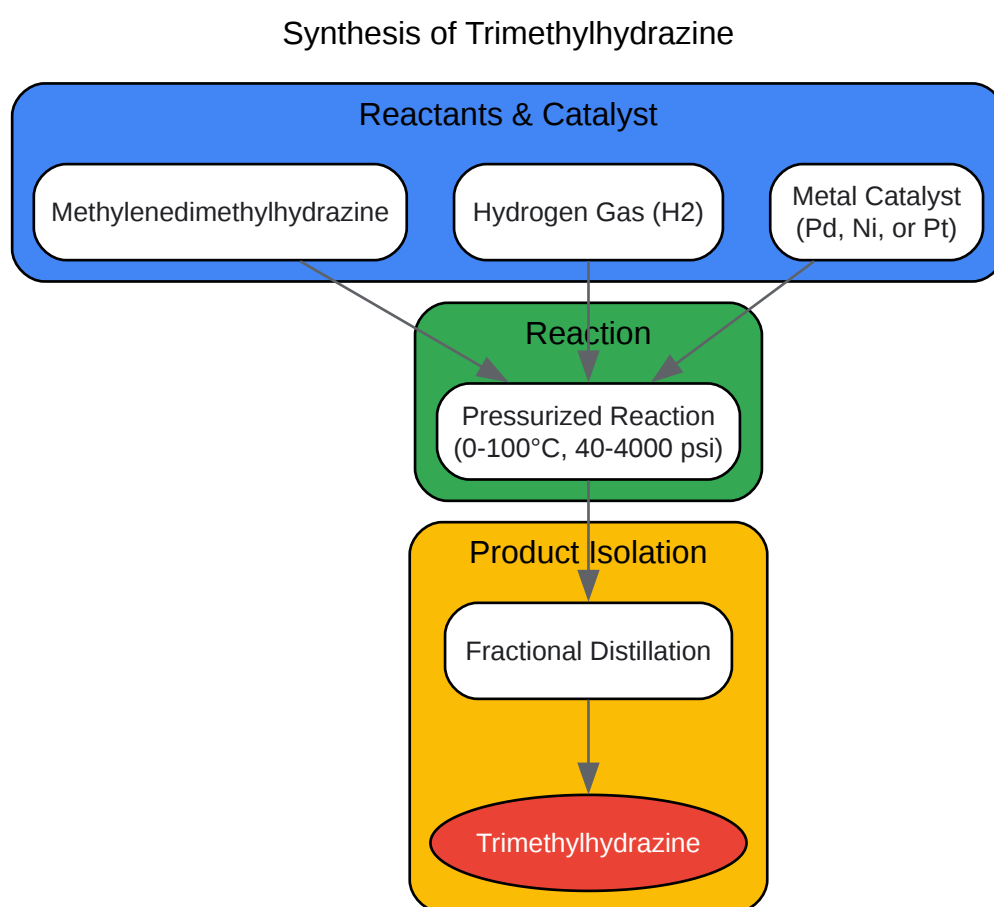 Synthesis of Trimethylhydrazine
Reactants & Catalyst
Methylenedimethylhydrazine
Hydrogen Gas (H2)
Metal Catalyst
(Pd, Ni, or Pt)
Reaction
Pressurized Reaction
(0-100°C, 40-4000 psi)
Product Isolation
Fractional Distillation
Trimethylhydrazine